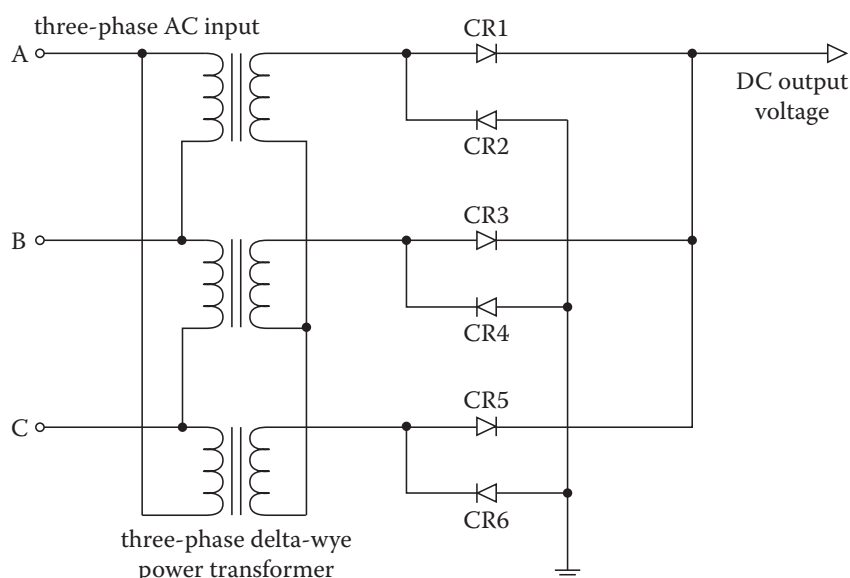 three-phase AC input
A
CR1
DC output
voltage
CR2
B
CR3
CR4
C
CR5
CR6
three-phase delta-wye
power transformer